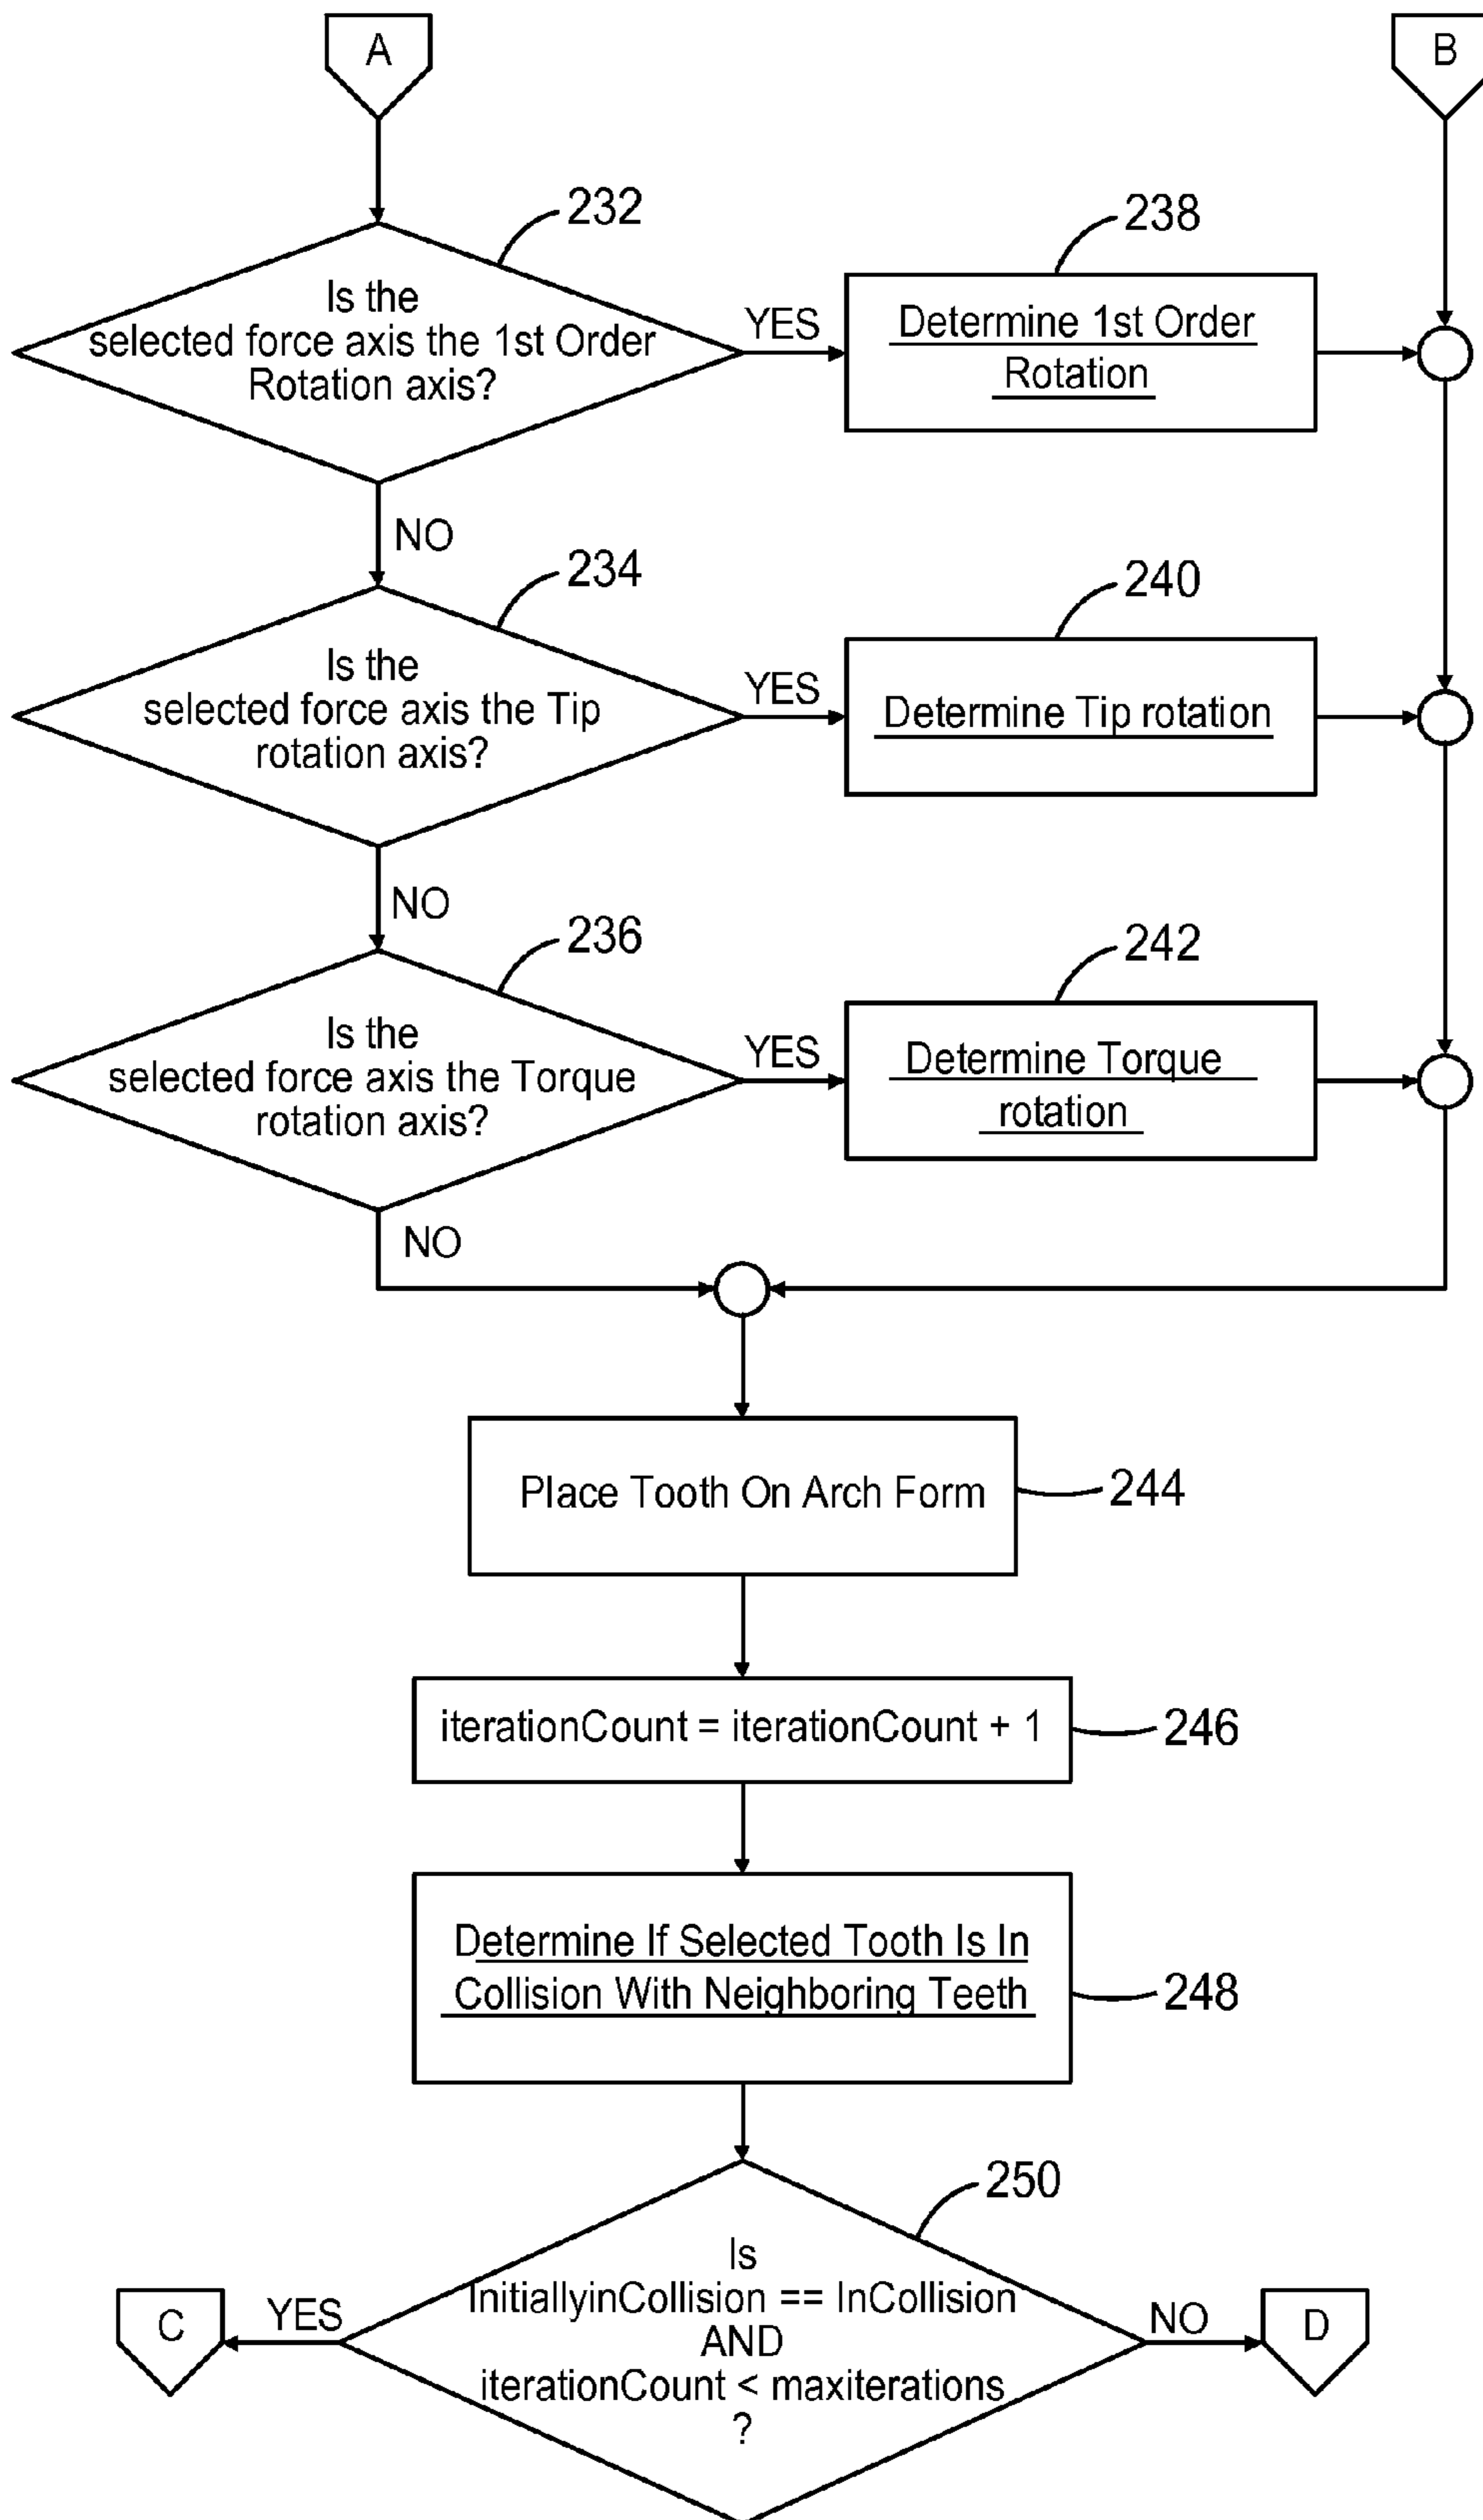 A
B
232
238
Is the
selected force axis the 1st Order
Rotation axis?
YES
Determine 1st Order
Rotation
NO
234
240
Is the
selected force axis the Tip
rotation axis?
YES
Determine Tip rotation
NO
236
242
Is the
selected force axis the Torque
rotation axis?
YES
Determine Torque
rotation
NO
Place Tooth On Arch Form
244
iterationCount = iterationCount + 1
246
Determine If Selected Tooth Is In
Collision With Neighboring Teeth
248
250
Is
InitiallyinCollision == InCollision
AND
iterationCount < maxiterations
?
YES
C
NO
D